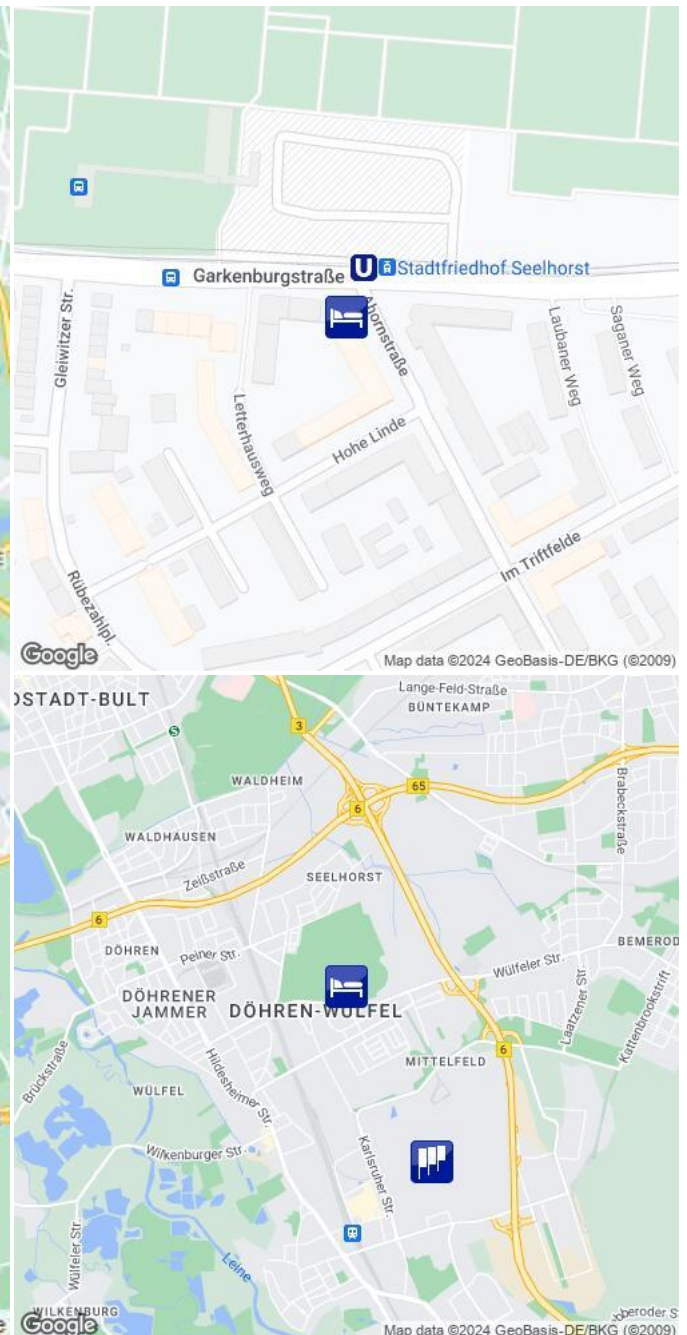 U Stadtfriedhof Seelhorst
Garkenburgstraße
Gleiwitzer Str.
Ahornstraße
Laubaner Weg
Saganer Weg
Letterhausweg
Hohe Linde
Im Triftfelde
Rübezahlpl.
Google
Map data ©2024 GeoBasis-DE/BKG (©2009)
DSTADT-BULT
Lange-Feld-Straße
BÜNTEKAMP
S
3
WALDHEIM
65
Brabeckstraße
6
WALDHAUSEN
Zeißstraße
SEELHORST
6
DÖHREN
Peiner Str.
BEMEROD
Wülfeler Str.
DÖHRENER
JAMMER
DÖHREN-WÜLFEL
Laatzener Str.
Kattenbrookstrift
6
MITTELFELD
Brückstraße
Hildesheimer Str.
WÜLFEL
Wilkenburger Str.
Karlsruher Str.
Wülfeler Str.
Leine
WILKENBURG
Google
Map data ©2024 GeoBasis-DE/BKG (©2009)